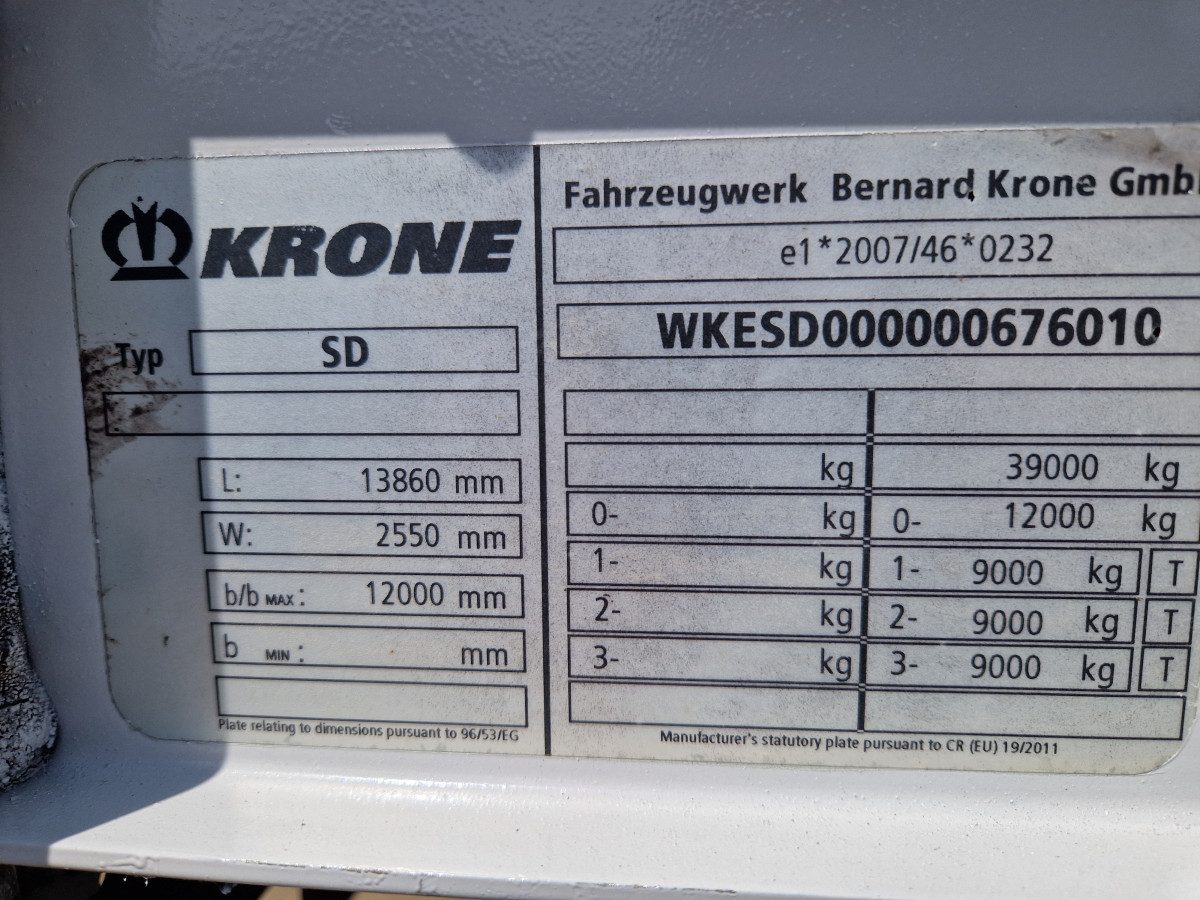 KRONE
Typ SD
L: 13860 mm
W: 2550 mm
b/b MAX: 12000 mm
b MIN: mm
Plate relating to dimensions pursuant to 96/53/EG
Fahrzeugwerk Bernard Krone Gmb
e1*2007/46*0232
WKESD000000676010
kg 39000 kg
0- kg 0- 12000 kg
1- kg 1- 9000 kg T
2- kg 2- 9000 kg T
3- kg 3- 9000 kg T
Manufacturer's statutory plate pursuant to CR (EU) 19/2011